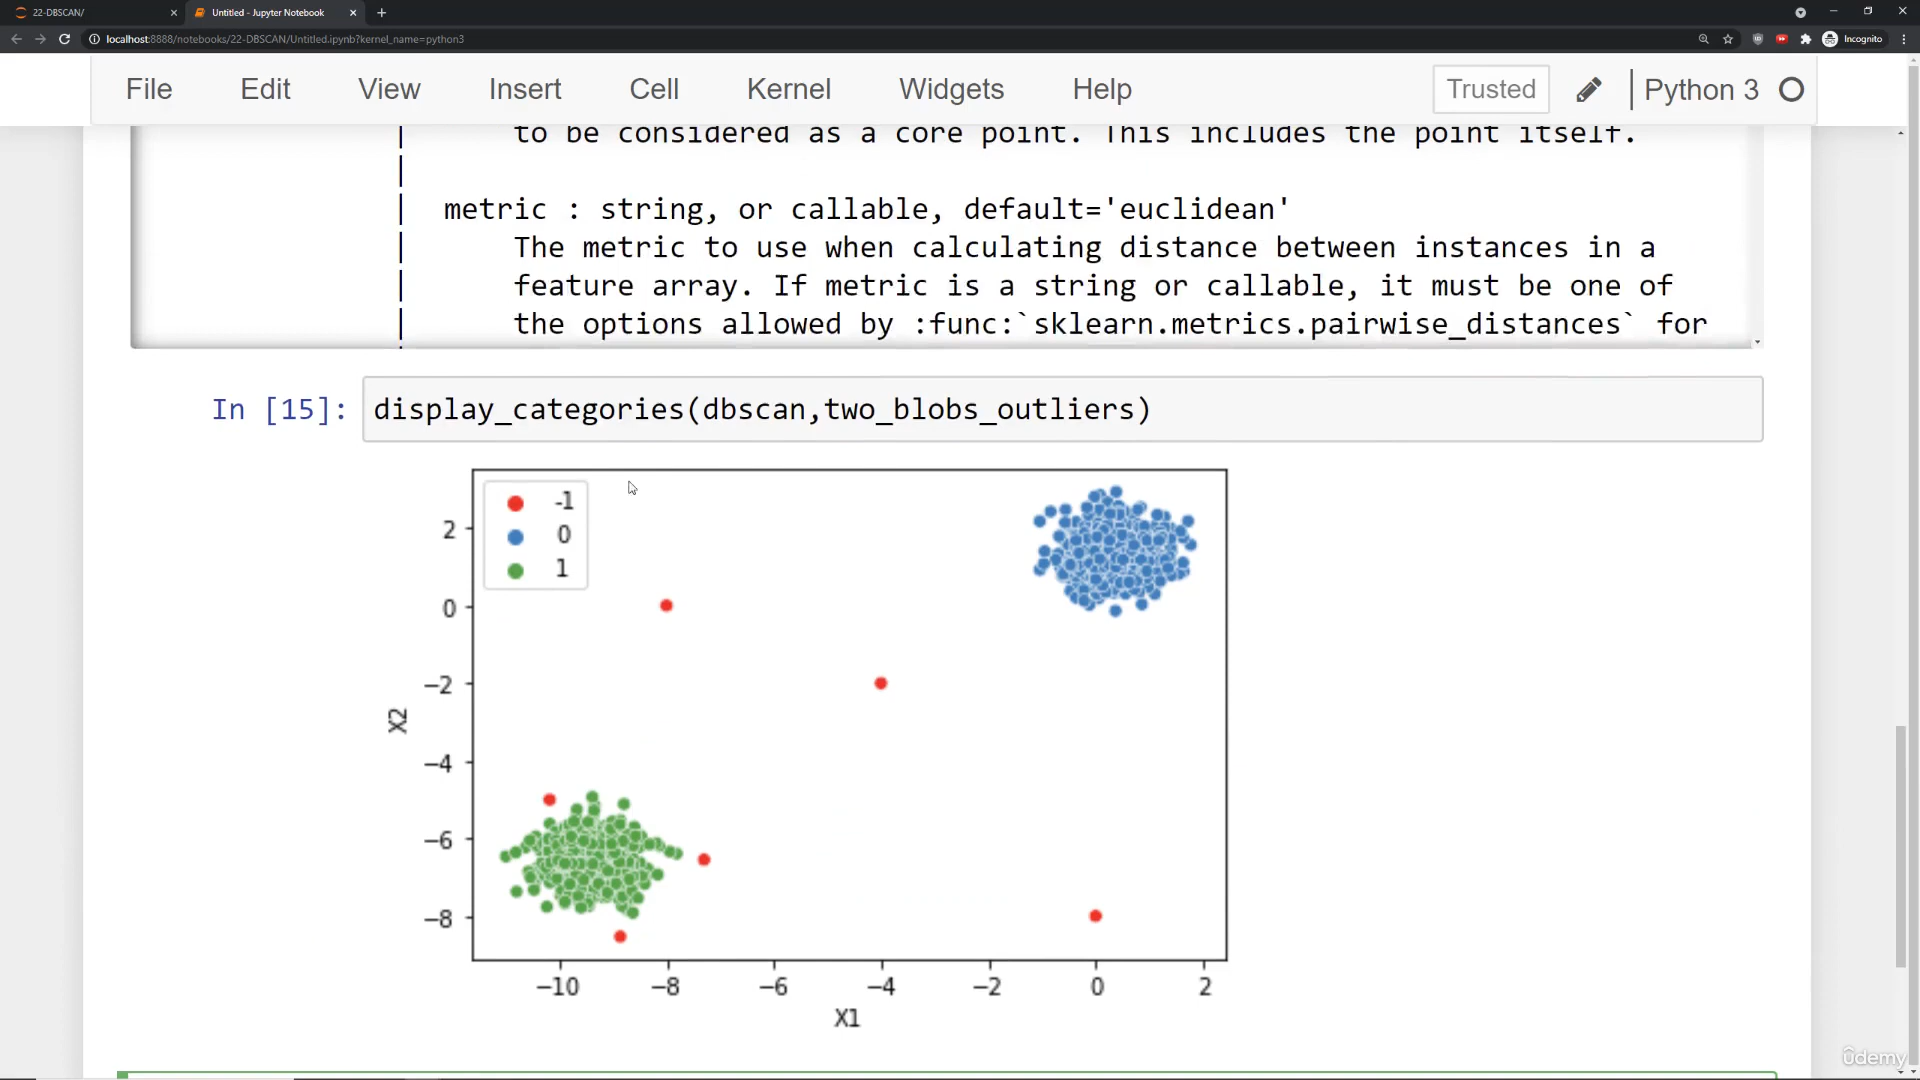 22-DBSCAN/
Untitled - Jupyter Notebook
localhost:8888/notebooks/22-DBSCAN/Untitled.ipynb?kernel_name=python3
Incognito
File Edit View Insert Cell Kernel Widgets Help
Trusted
Python 3
to be considered as a core point. This includes the point itself.
metric : string, or callable, default='euclidean'
The metric to use when calculating distance between instances in a
feature array. If metric is a string or callable, it must be one of
the options allowed by :func:`sklearn.metrics.pairwise_distances` for
In [15]: display_categories(dbscan,two_blobs_outliers)
-1
0
1
2
0
−2
−4
−6
−8
X2
−10 −8 −6 −4 −2 0 2
X1
ûdemy